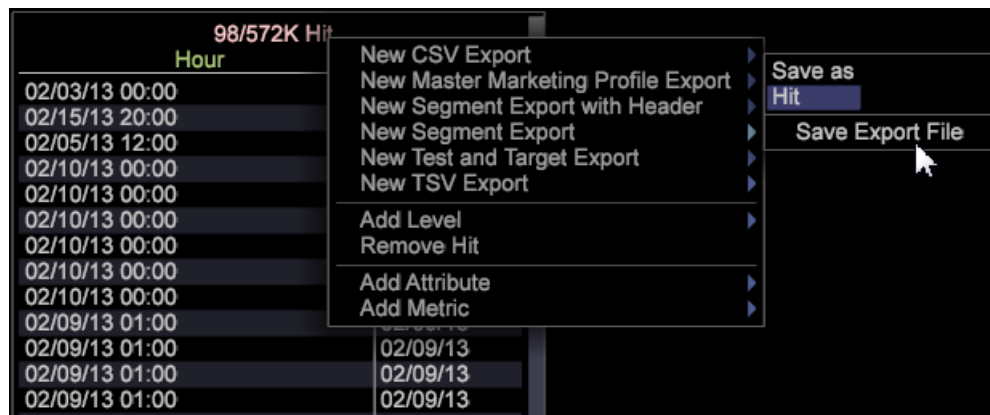 98/572K Hit
Hour
02/03/13 00:00
02/15/13 20:00
02/05/13 12:00
02/10/13 00:00
02/10/13 00:00
02/10/13 00:00
02/10/13 00:00
02/10/13 00:00
02/10/13 00:00
02/09/13 01:00
02/09/13 01:00 02/09/13
02/09/13 01:00 02/09/13
02/09/13 01:00 02/09/13
New CSV Export
New Master Marketing Profile Export
New Segment Export with Header
New Segment Export
New Test and Target Export
New TSV Export
Add Level
Remove Hit
Add Attribute
Add Metric
Save as
Hit
Save Export File